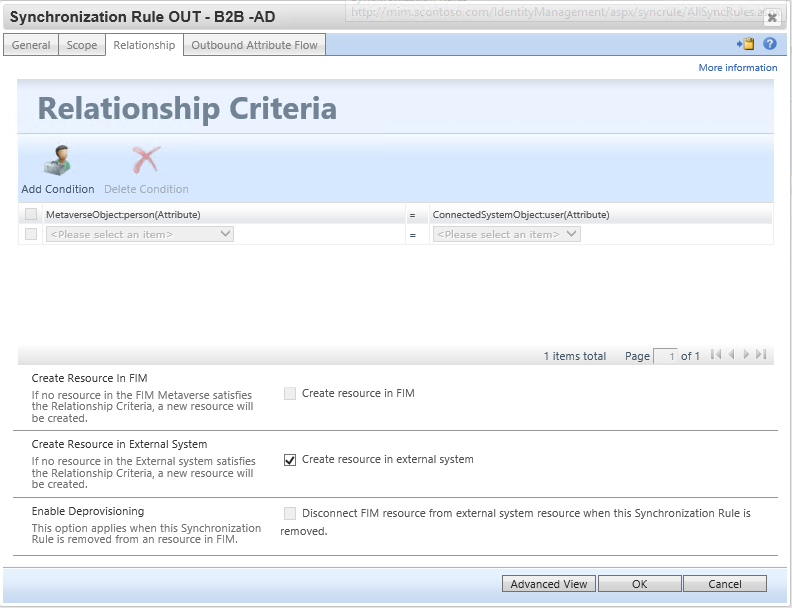 Synchronization Rule OUT - B2B -AD
http://mim.scontoso.com/IdentityManagement/aspx/syncrule/AllSyncRules.as
General Scope Relationship Outbound Attribute Flow
More information
Relationship Criteria
Add Condition Delete Condition
MetaverseObject:person(Attribute) = ConnectedSystemObject:user(Attribute)
<Please select an item> = <Please select an item>
1 items total Page 1 of 1
Create Resource In FIM
If no resource in the FIM Metaverse satisfies
the Relationship Criteria, a new resource will
be created.
Create resource in FIM
Create Resource in External System
If no resource in the External system satisfies
the Relationship Criteria, a new resource will
be created.
Create resource in external system
Enable Deprovisioning
This option applies when this Synchronization
Rule is removed from an resource in FIM.
Disconnect FIM resource from external system resource when this Synchronization Rule is
removed.
Advanced View OK Cancel